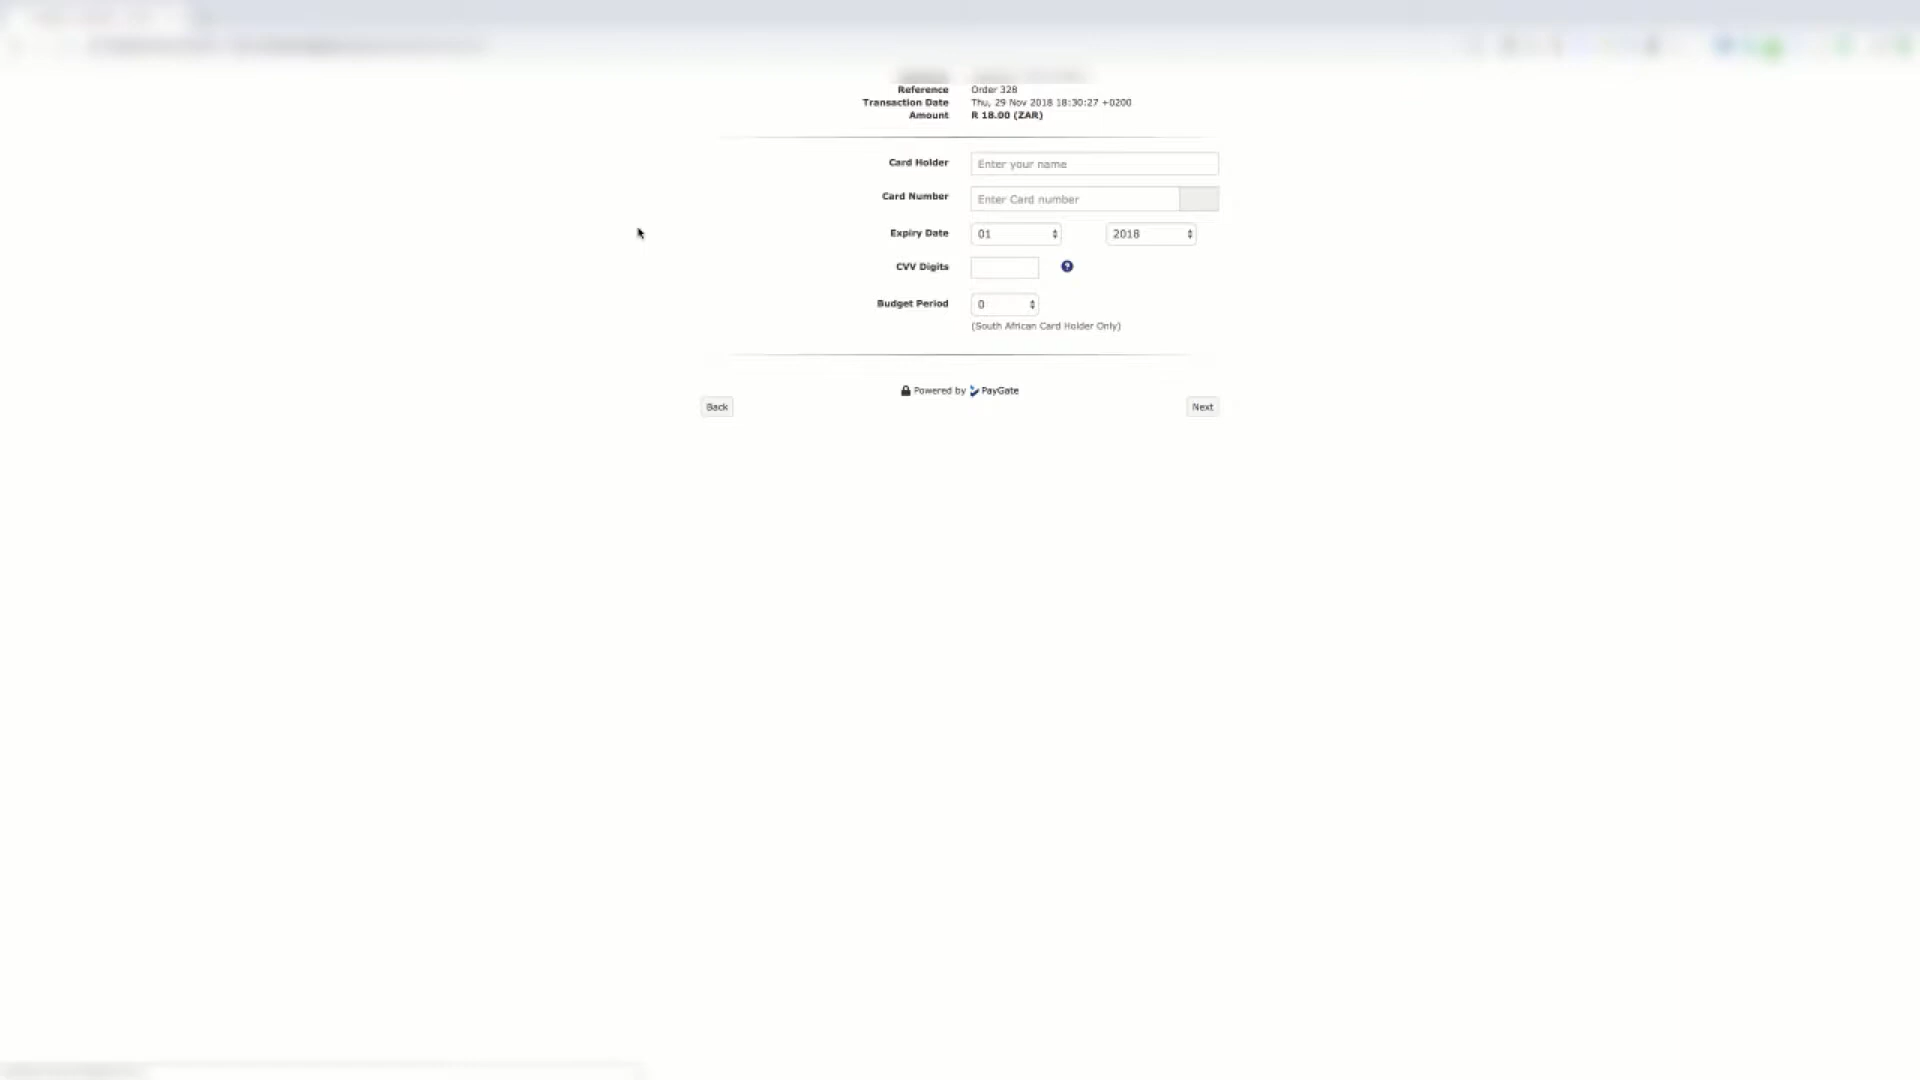 Reference Order 328
Transaction Date Thu, 29 Nov 2018 18:30:27 +0200
Amount R 18.00 (ZAR)
Card Holder Enter your name
Card Number Enter Card number
Expiry Date 01 2018
CVV Digits ?
Budget Period 0
(South African Card Holder Only)
Powered by PayGate
Back Next